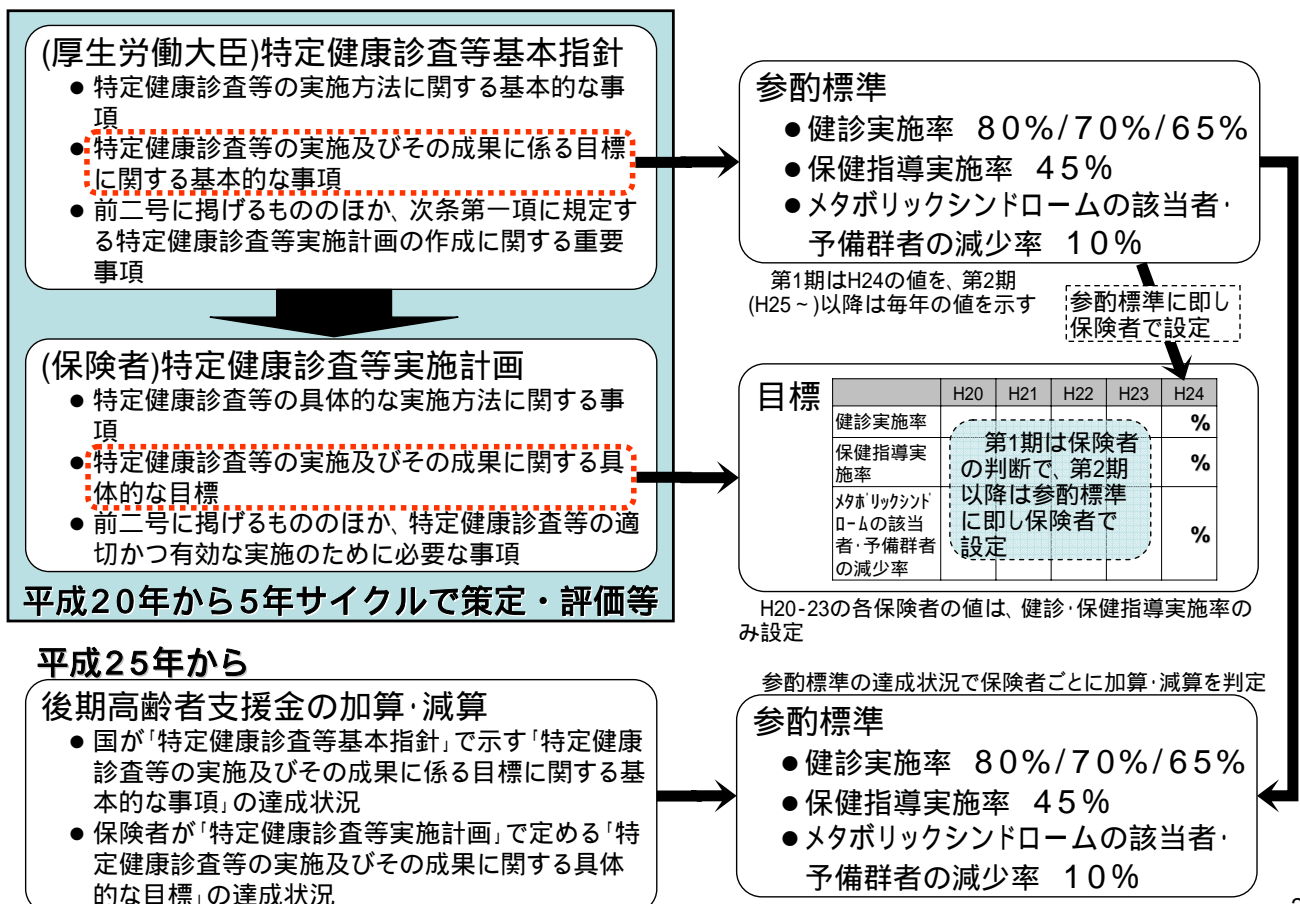 (厚生労働大臣)特定健康診査等基本指針
●特定健康診査等の実施方法に関する基本的な事
項
●特定健康診査等の実施及びその成果に係る目標
に関する基本的な事項
●前二号に掲げるもののほか、次条第一項に規定す
る特定健康診査等実施計画の作成に関する重要
事項
(保険者)特定健康診査等実施計画
●特定健康診査等の具体的な実施方法に関する事
項
●特定健康診査等の実施及びその成果に関する具
体的な目標
●前二号に掲げるもののほか、特定健康診査等の適
切かつ有効な実施のために必要な事項
平成20年から5年サイクルで策定・評価等
参酌標準
●健診実施率 80%/70%/65%
●保健指導実施率 45%
●メタボリックシンドロームの該当者・
予備群者の減少率 10%
第1期はH24の値を、第2期
(H25~)以降は毎年の値を示す
参酌標準に即し
保険者で設定
目標
H20 H21 H22 H23 H24
健診実施率 %
保健指導実
施率 %
メタボリックシンド
ロームの該当
者・予備群者
の減少率 %
第1期は保険者
の判断で、第2期
以降は参酌標準
に即し保険者で
設定
H20-23の各保険者の値は、健診・保健指導実施率の
み設定
平成25年から
後期高齢者支援金の加算・減算
●国が「特定健康診査等基本指針」で示す「特定健康
診査等の実施及びその成果に係る目標に関する基
本的な事項」の達成状況
●保険者が「特定健康診査等実施計画」で定める「特
定健康診査等の実施及びその成果に関する具体
的な目標」の達成状況
参酌標準の達成状況で保険者ごとに加算・減算を判定
参酌標準
●健診実施率 80%/70%/65%
●保健指導実施率 45%
●メタボリックシンドロームの該当者・
予備群者の減少率 10%